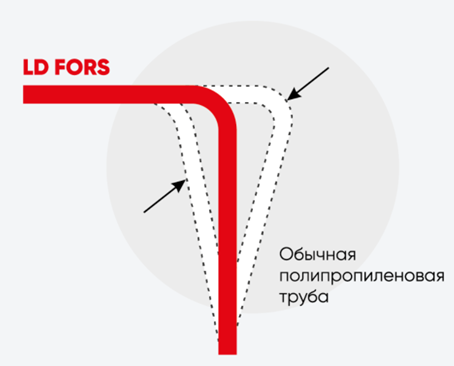 LD FORS
Обычная
полипропиленовая
труба